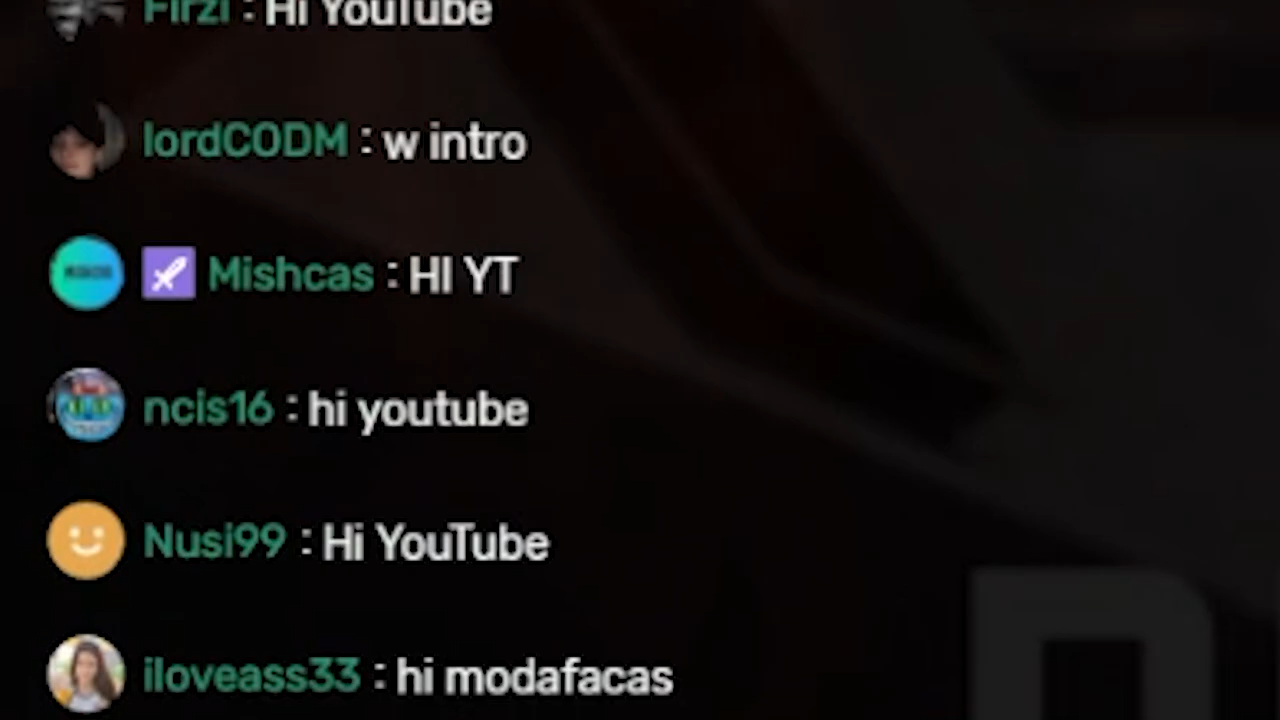 Firzi : Hi YouTube
lordCODM : w intro
Mishcas : HI YT
ncis16 : hi youtube
Nusi99 : Hi YouTube
iloveass33 : hi modafacas